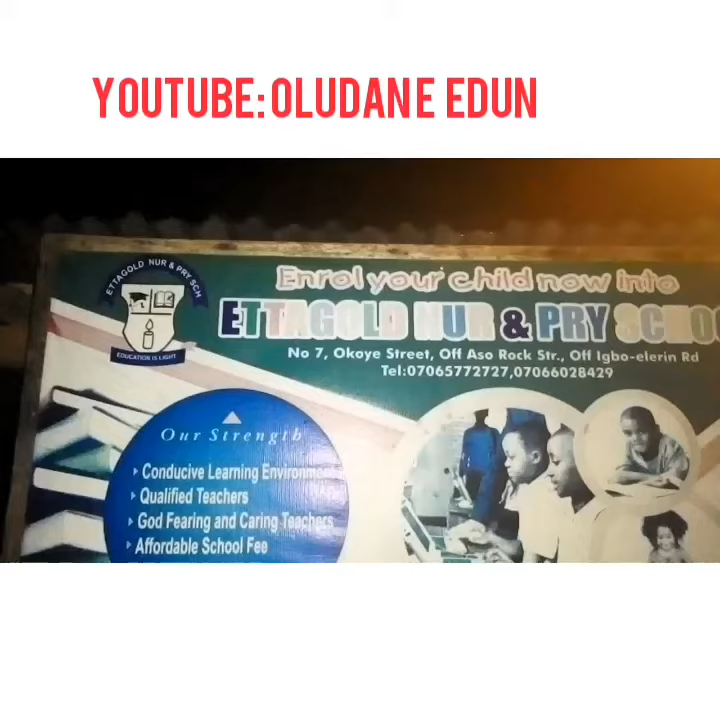 YOUTUBE: OLUDANE EDUN
ETTAGOLD NUR & PRY SCH
EDUCATION IS LIGHT
Enrol your child now into
ETTAGOLD NUR & PRY SCHOO
No 7, Okoye Street, Off Aso Rock Str., Off Igbo-elerin Rd
Tel:07065772727,07066028429
Our Strength
Conducive Learning Environment
Qualified Teachers
God Fearing and Caring Teachers
Affordable School Fee